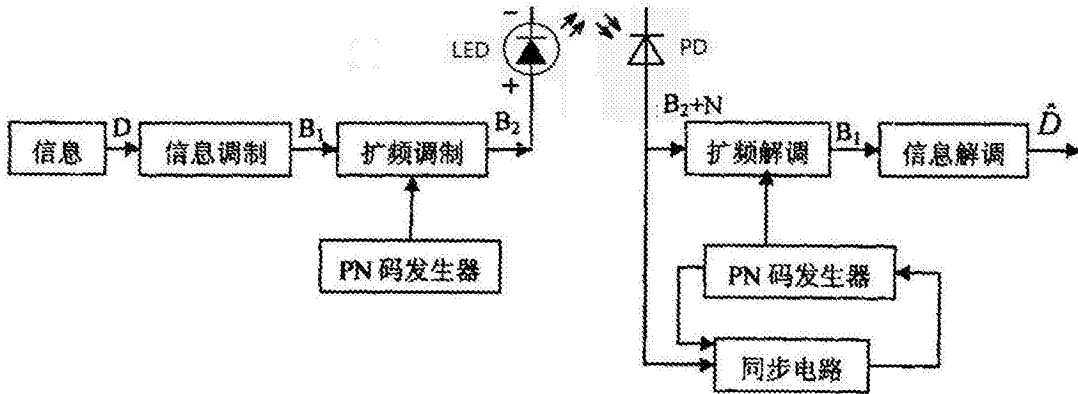 −
LED
+
PD
信息
D
信息调制
B₁
扩频调制
B₂
PN 码发生器
B₂+N
扩频解调
B₁
信息解调
D̂
PN 码发生器
同步电路